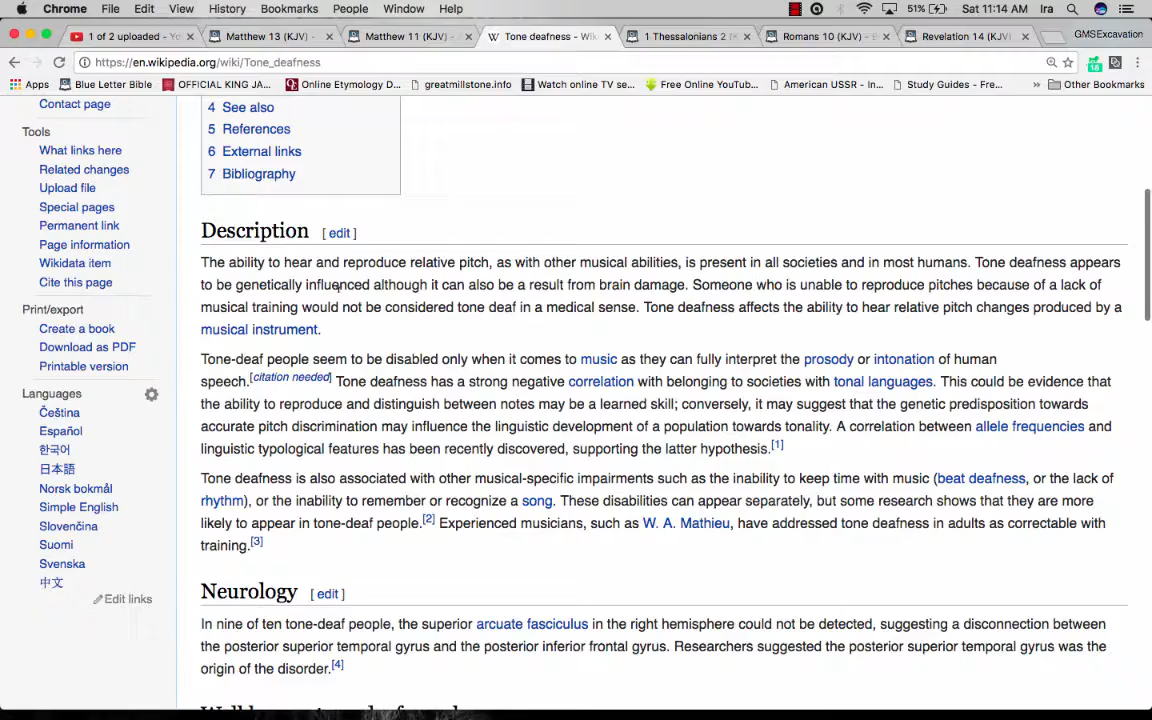 Chrome File Edit View History Bookmarks People Window Help 51% Sat 11:14 AM Ira
1 of 2 uploaded - Yo Matthew 13 (KJV) - Matthew 11 (KJV) - Tone deafness - Wik 1 Thessalonians 2 (K Romans 10 (KJV) - Revelation 14 (KJV) GMSExcavation
https://en.wikipedia.org/wiki/Tone_deafness 18
Apps Blue Letter Bible OFFICIAL KING JA... Online Etymology D... greatmillstone.info Watch online TV se... Free Online YouTub... American USSR – In... Study Guides - Fre... » Other Bookmarks
Contact page
Tools
What links here
Related changes
Upload file
Special pages
Permanent link
Page information
Wikidata item
Cite this page
Print/export
Create a book
Download as PDF
Printable version
Languages
Čeština
Español
한국어
日本語
Norsk bokmål
Simple English
Slovenčina
Suomi
Svenska
中文
Edit links
4 See also
5 References
6 External links
7 Bibliography
Description [ edit ]
The ability to hear and reproduce relative pitch, as with other musical abilities, is present in all societies and in most humans. Tone deafness appears
to be genetically influenced although it can also be a result from brain damage. Someone who is unable to reproduce pitches because of a lack of
musical training would not be considered tone deaf in a medical sense. Tone deafness affects the ability to hear relative pitch changes produced by a
musical instrument.
Tone-deaf people seem to be disabled only when it comes to music as they can fully interpret the prosody or intonation of human
speech.[citation needed] Tone deafness has a strong negative correlation with belonging to societies with tonal languages. This could be evidence that
the ability to reproduce and distinguish between notes may be a learned skill; conversely, it may suggest that the genetic predisposition towards
accurate pitch discrimination may influence the linguistic development of a population towards tonality. A correlation between allele frequencies and
linguistic typological features has been recently discovered, supporting the latter hypothesis.[1]
Tone deafness is also associated with other musical-specific impairments such as the inability to keep time with music (beat deafness, or the lack of
rhythm), or the inability to remember or recognize a song. These disabilities can appear separately, but some research shows that they are more
likely to appear in tone-deaf people.[2] Experienced musicians, such as W. A. Mathieu, have addressed tone deafness in adults as correctable with
training.[3]
Neurology [ edit ]
In nine of ten tone-deaf people, the superior arcuate fasciculus in the right hemisphere could not be detected, suggesting a disconnection between
the posterior superior temporal gyrus and the posterior inferior frontal gyrus. Researchers suggested the posterior superior temporal gyrus was the
origin of the disorder.[4]